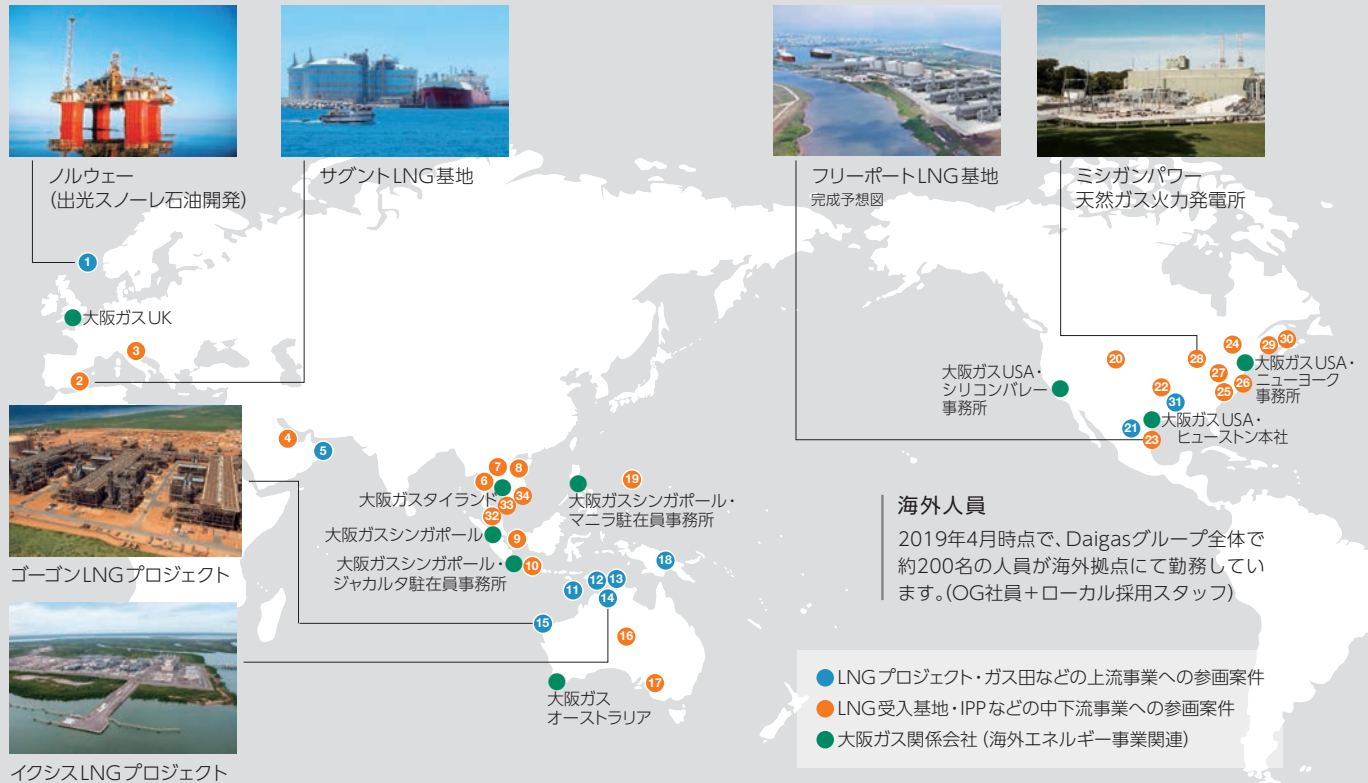 ノルウェー
(出光スノーレ石油開発)
サグントLNG基地
フリーポートLNG基地
完成予想図
ミシガンパワー
天然ガス火力発電所
1
大阪ガスUK
3
2
4
5
ゴーゴンLNGプロジェクト
イクシスLNGプロジェクト
7
8
6
34
33
32
大阪ガスタイランド
大阪ガスシンガポール
9
大阪ガスシンガポール・
ジャカルタ駐在員事務所
10
19
大阪ガスシンガポール・
マニラ駐在員事務所
18
12
13
11
14
15
16
17
大阪ガス
オーストラリア
大阪ガスUSA・
シリコンバレー
事務所
20
28
24
29
30
27
22
25
26
31
21
23
大阪ガスUSA・
ニューヨーク
事務所
大阪ガスUSA・
ヒューストン本社
海外人員
2019年4月時点で、Daigasグループ全体で
約200名の人員が海外拠点にて勤務してい
ます。(OG社員+ローカル採用スタッフ)
LNGプロジェクト・ガス田などの上流事業への参画案件
LNG受入基地・IPPなどの中下流事業への参画案件
大阪ガス関係会社 (海外エネルギー事業関連)